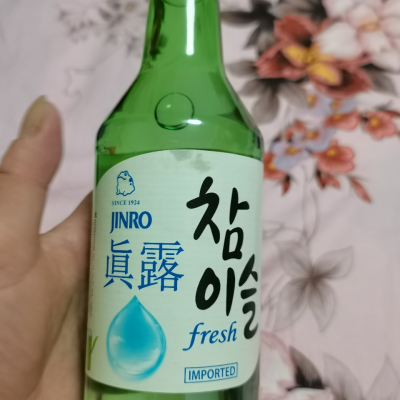 SINCE 1924
JINRO
眞露
참이슬
fresh
IMPORTED